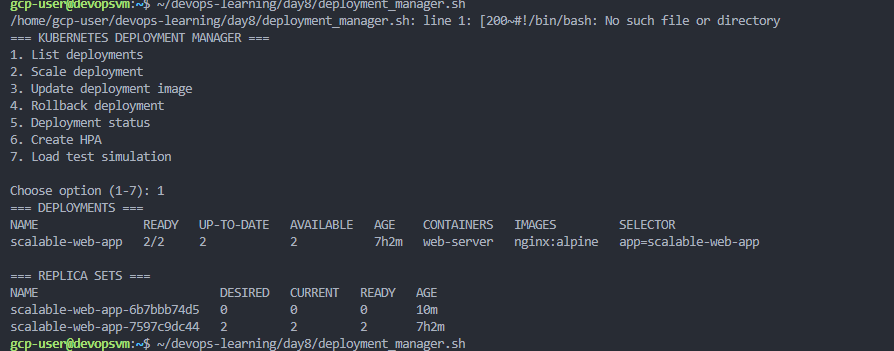 gcp-user@devopsvm:~$ ~/devops-learning/day8/deployment_manager.sh
/home/gcp-user/devops-learning/day8/deployment_manager.sh: line 1: [200~#!/bin/bash: No such file or directory
=== KUBERNETES DEPLOYMENT MANAGER ===
1. List deployments
2. Scale deployment
3. Update deployment image
4. Rollback deployment
5. Deployment status
6. Create HPA
7. Load test simulation
Choose option (1-7): 1
=== DEPLOYMENTS ===
NAME READY UP-TO-DATE AVAILABLE AGE CONTAINERS IMAGES SELECTOR
scalable-web-app 2/2 2 2 7h2m web-server nginx:alpine app=scalable-web-app
=== REPLICA SETS ===
NAME DESIRED CURRENT READY AGE
scalable-web-app-6b7bbb74d5 0 0 0 10m
scalable-web-app-7597c9dc44 2 2 2 7h2m
gcp-user@devopsvm:~$ ~/devops-learning/day8/deployment_manager.sh